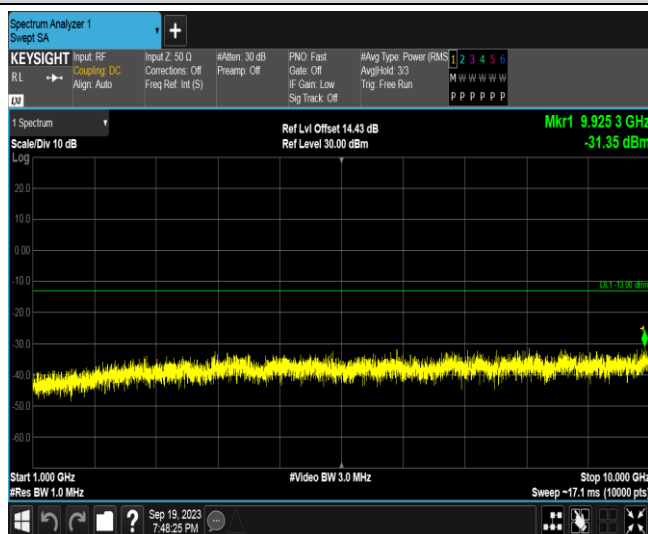 Spectrum Analyzer 1
Swept SA
+
KEYSIGHT
RL
LXI
Input: RF
Coupling: DC
Align: Auto
Input Z: 50 Ω
Corrections: Off
Freq Ref: Int (S)
#Atten: 30 dB
Preamp: Off
PNO: Fast
Gate: Off
IF Gain: Low
Sig Track: Off
#Avg Type: Power (RMS
Avg|Hold: 3/3
Trig: Free Run
1 2 3 4 5 6
M W W W W W
P P P P P P
1 Spectrum
Scale/Div 10 dB
Log
Ref Lvl Offset 14.43 dB
Ref Level 30.00 dBm
Mkr1 9.925 3 GHz
-31.35 dBm
20.0
10.0
0.00
-10.0
DL1 -13.00 dBm
-20.0
-30.0
1
-40.0
-50.0
-60.0
Start 1.000 GHz
#Res BW 1.0 MHz
#Video BW 3.0 MHz
Stop 10.000 GHz
Sweep ~17.1 ms (10000 pts)
?
Sep 19, 2023
7:48:25 PM